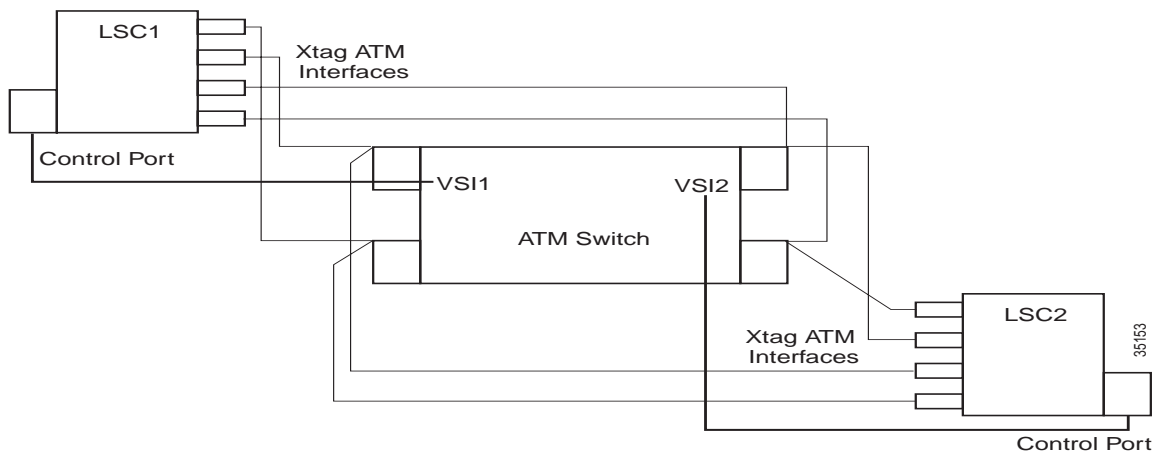 LSC1
Xtag ATM
Interfaces
Control Port
VSI1
VSI2
ATM Switch
LSC2
Xtag ATM
Interfaces
35153
Control Port